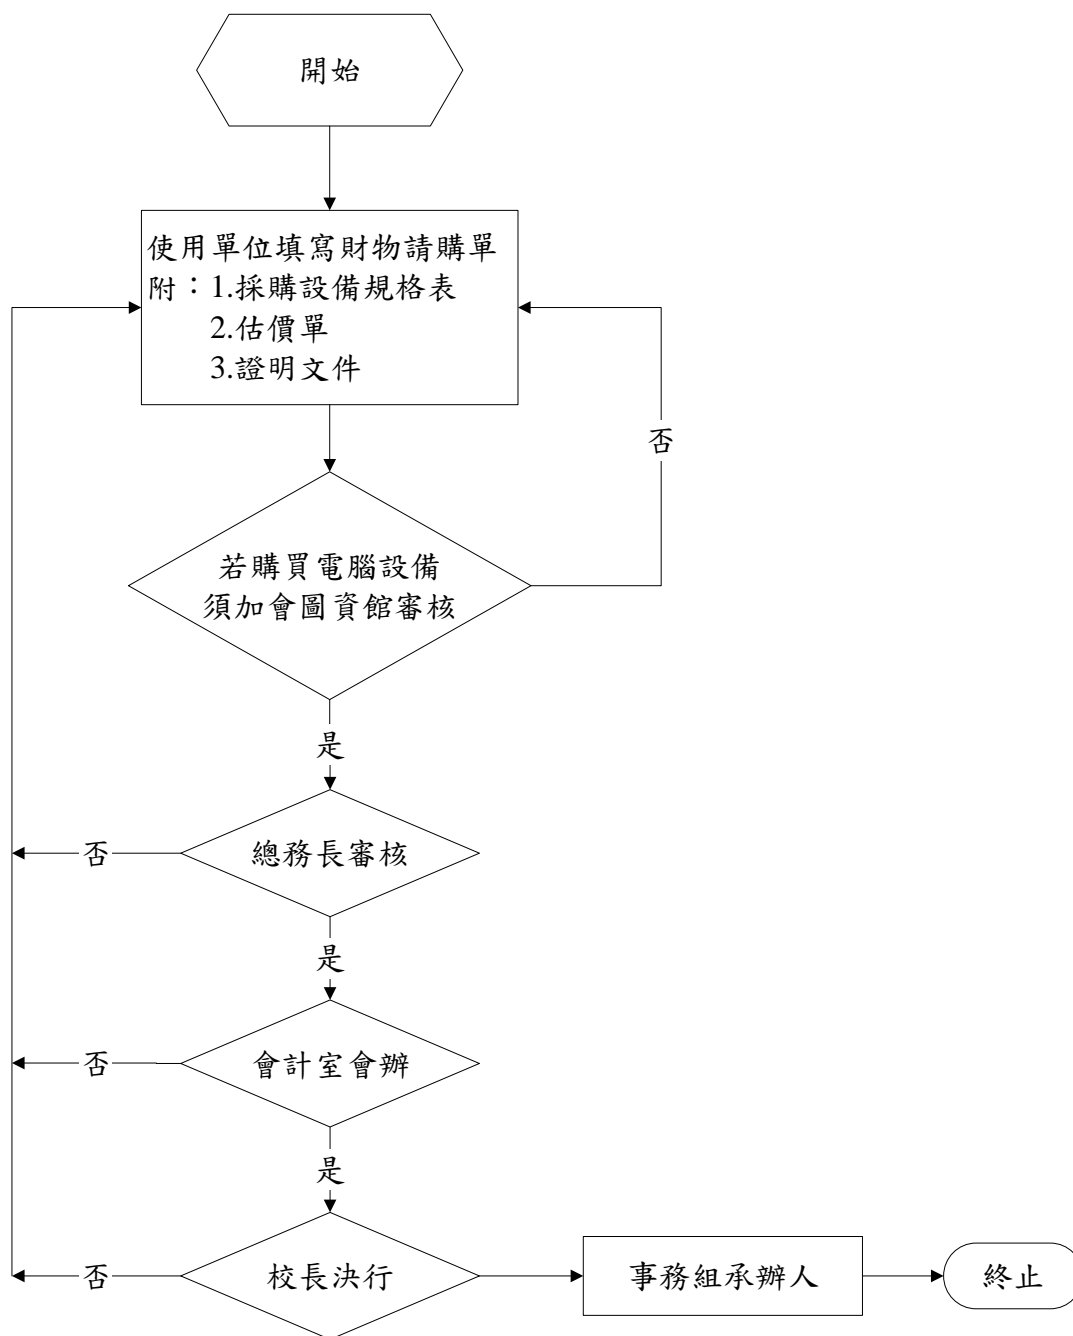 開始
使用單位填寫財物請購單
附：1.採購設備規格表
2.估價單
3.證明文件
否
若購買電腦設備
須加會圖資館審核
是
否
總務長審核
是
否
會計室會辦
是
否
校長決行
事務組承辦人
終止